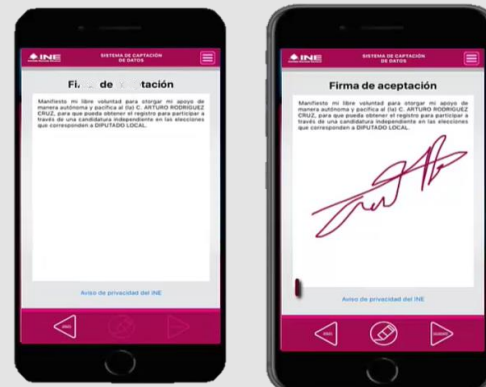 INE
SISTEMA DE CAPTACIÓN
DE DATOS
Fi. de tación
Manifiesto mi libre voluntad para otorgar mi apoyo de
manera autónoma y pacífica al (la) C. ARTURO RODRIGUEZ
CRUZ, para que pueda obtener el registro para participar a
través de una candidatura independiente en las elecciones
que corresponden a DIPUTADO LOCAL.
Aviso de privacidad del INE
INE
SISTEMA DE CAPTACIÓN
DE DATOS
Firma de aceptación
Manifiesto mi libre voluntad para otorgar mi apoyo de
manera autónoma y pacífica al (la) C. ARTURO RODRIGUEZ
CRUZ, para que pueda obtener el registro para participar a
través de una candidatura independiente en las elecciones
que corresponden a DIPUTADO LOCAL.
Aviso de privacidad del INE